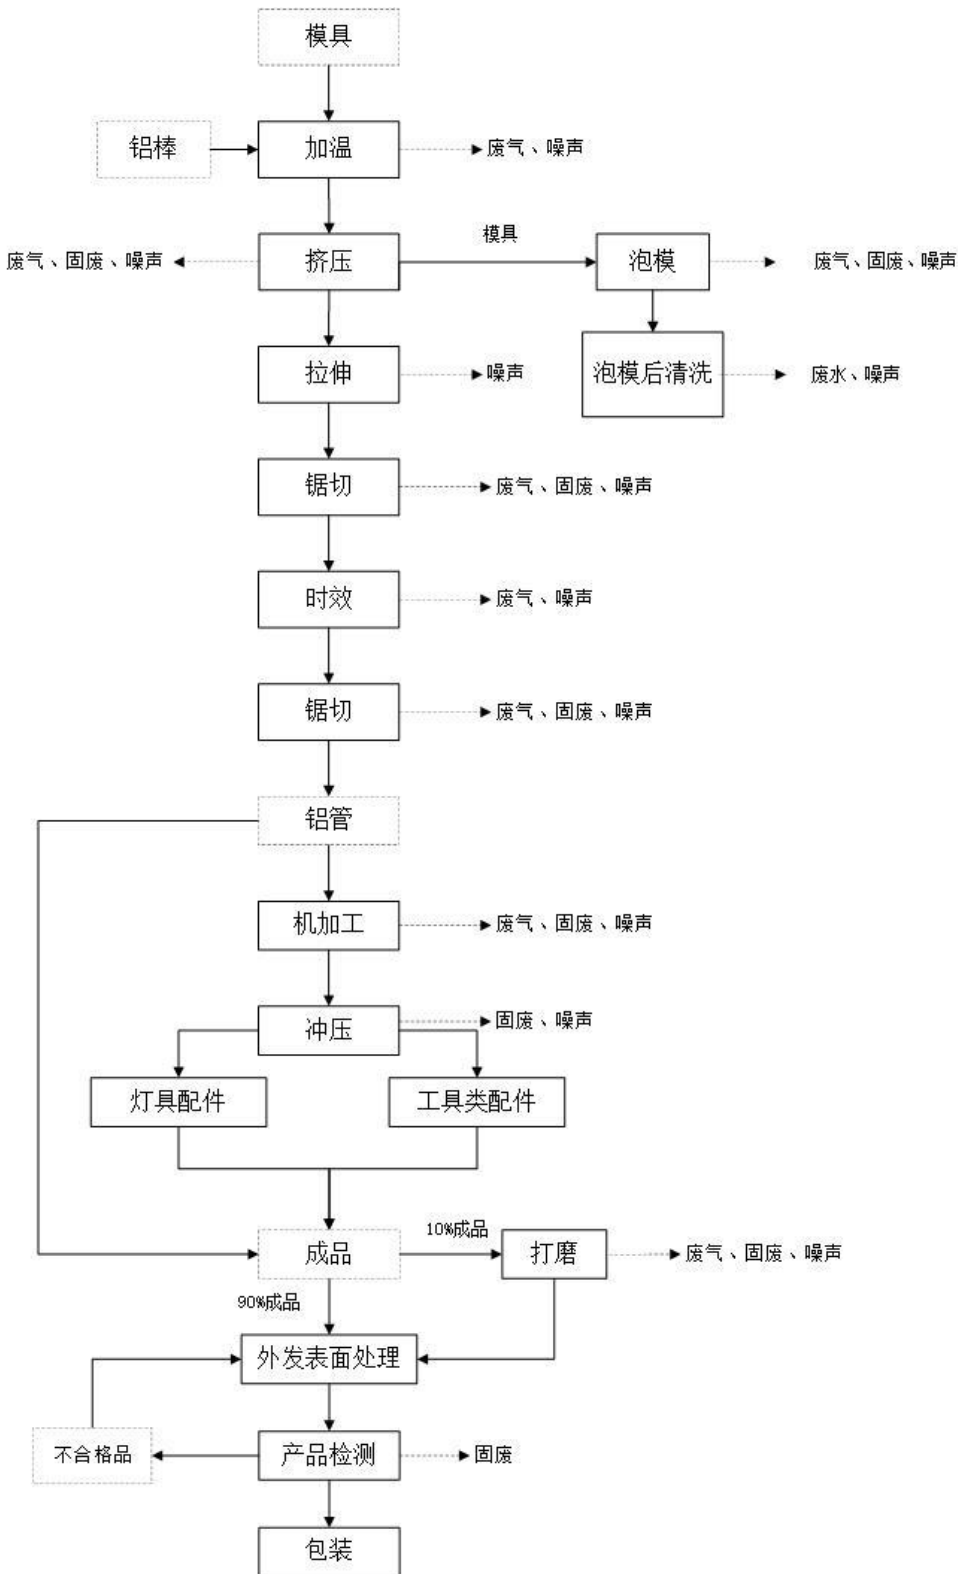 模具
铝棒
加温
废气、噪声
废气、固废、噪声
挤压
模具
泡模
废气、固废、噪声
拉伸
噪声
泡模后清洗
废水、噪声
锯切
废气、固废、噪声
时效
废气、噪声
锯切
废气、固废、噪声
铝管
机加工
废气、固废、噪声
冲压
固废、噪声
灯具配件
工具类配件
成品
10%成品
打磨
废气、固废、噪声
90%成品
外发表面处理
不合格品
产品检测
固废
包装